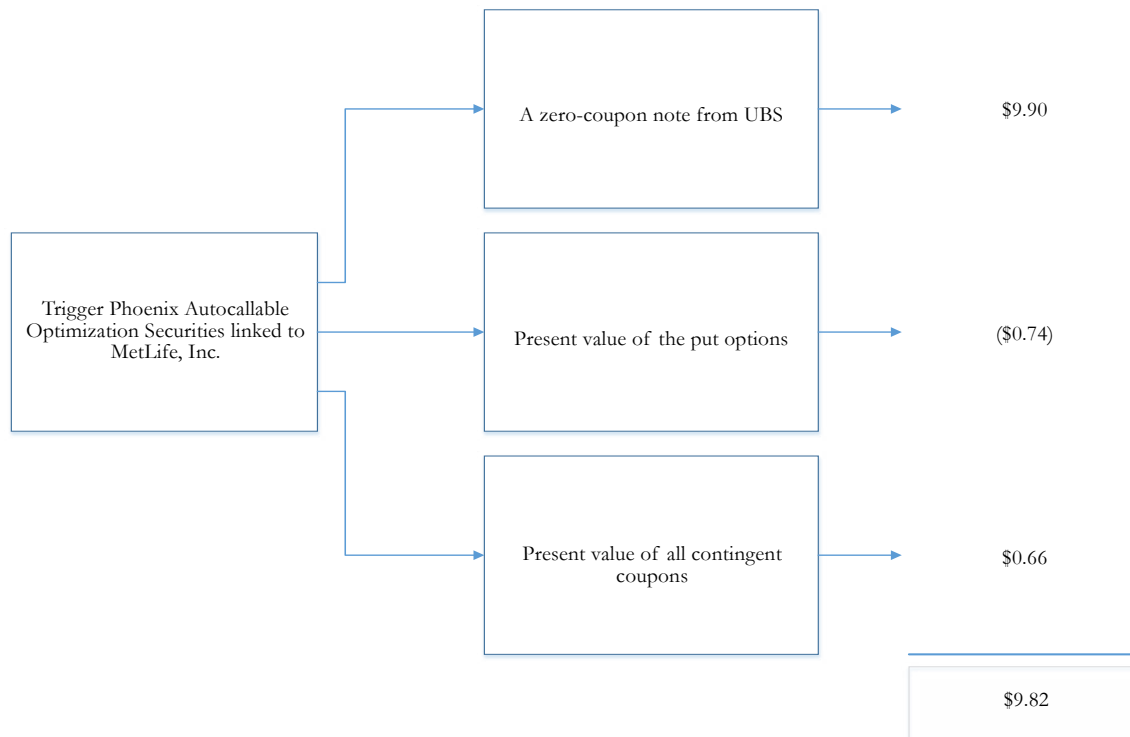 A zero-coupon note from UBS
$9.90
Trigger Phoenix Autocallable
Optimization Securities linked to
MetLife, Inc.
Present value of the put options
($0.74)
Present value of all contingent
coupons
$0.66
$9.82